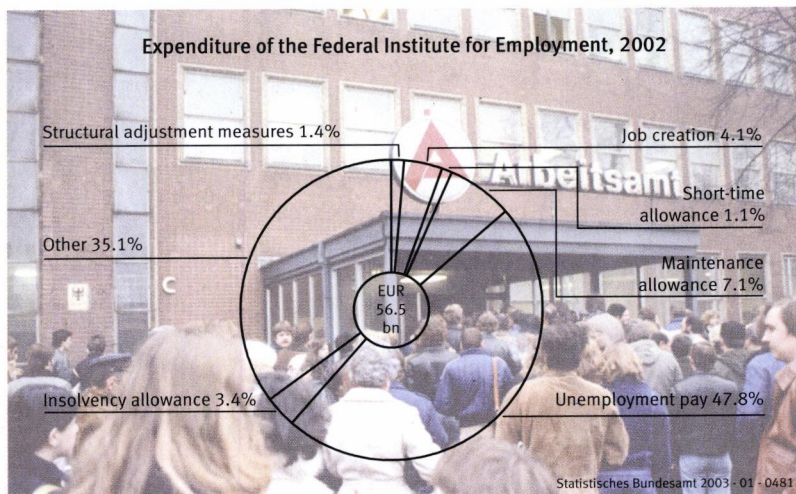 Expenditure of the Federal Institute for Employment, 2002
Structural adjustment measures 1.4%
Job creation 4.1%
Arbeitsamt
Short-time
allowance 1.1%
Other 35.1%
Maintenance
allowance 7.1%
C
EUR
56.5
bn
Insolvency allowance 3.4%
Unemployment pay 47.8%
Statistisches Bundesamt 2003 - 01 - 0481